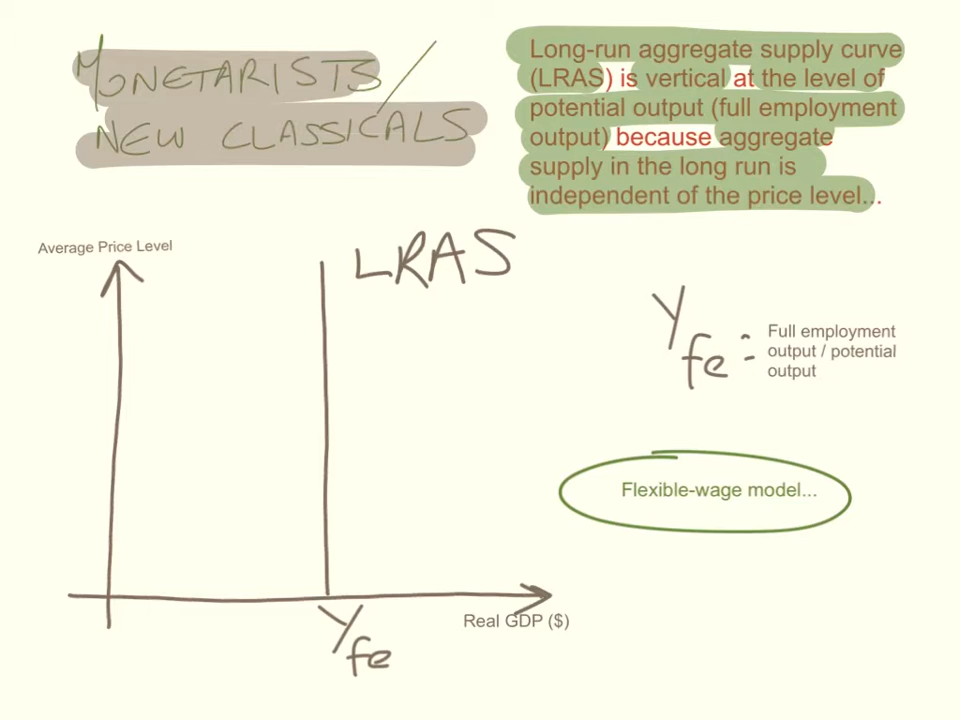 MONETARISTS/
NEW CLASSICALS
Long-run aggregate supply curve
(LRAS) is vertical at the level of
potential output (full employment
output) because aggregate
supply in the long run is
independent of the price level...
Average Price Level
LRAS
Yfe = Full employment
output / potential
output
Flexible-wage model...
Real GDP ($)
Yfe